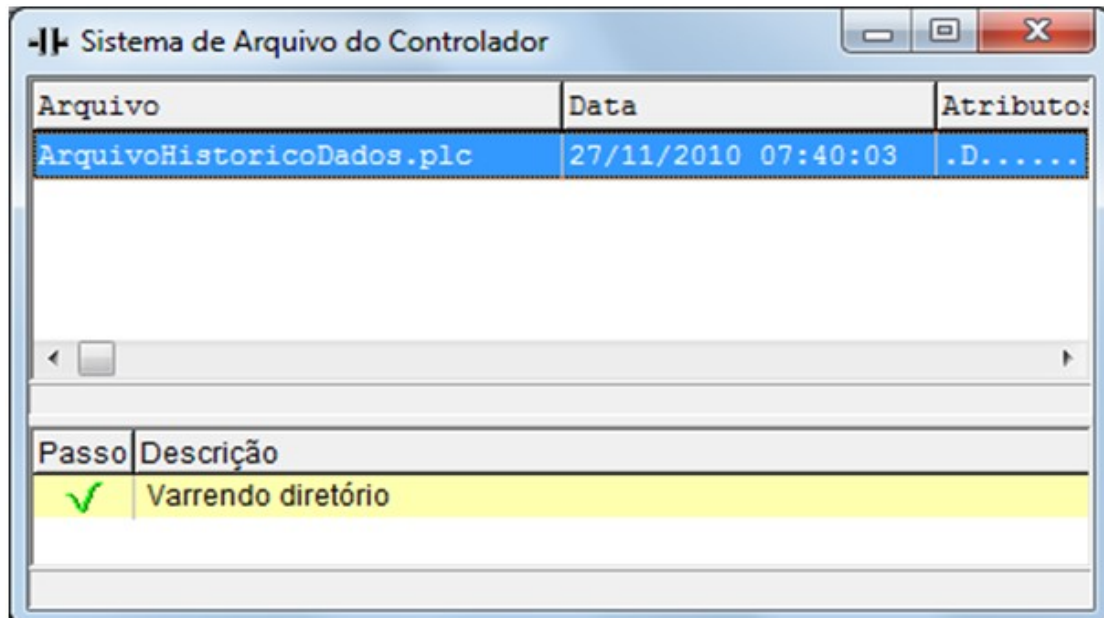 Sistema de Arquivo do Controlador
Arquivo Data Atributos
ArquivoHistoricoDados.plc 27/11/2010 07:40:03 .D......
Passo Descrição
Varrendo diretório